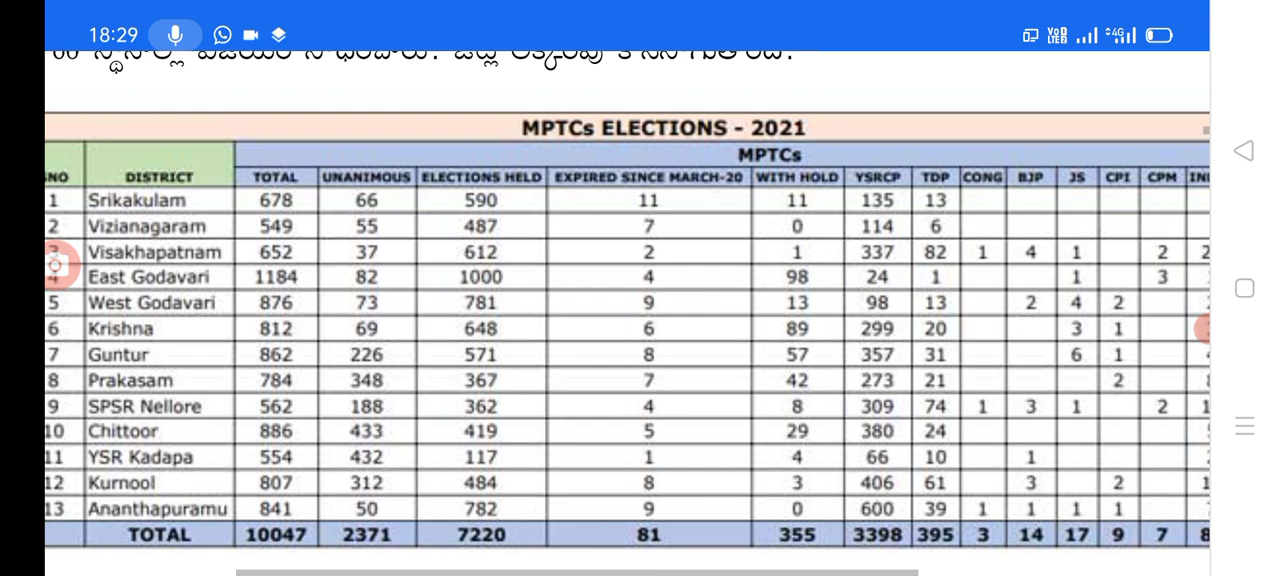 18:29
MPTCs ELECTIONS - 2021
MPTCs
SNO DISTRICT TOTAL UNANIMOUS ELECTIONS HELD EXPIRED SINCE MARCH-20 WITH HOLD YSRCP TDP CONG BJP JS CPI CPM
1 Srikakulam 678 66 590 11 11 135 13
2 Vizianagaram 549 55 487 7 0 114 6
3 Visakhapatnam 652 37 612 2 1 337 82 1 4 1 2
4 East Godavari 1184 82 1000 4 98 24 1 1 3
5 West Godavari 876 73 781 9 13 98 13 2 4 2
6 Krishna 812 69 648 6 89 299 20 3 1
7 Guntur 862 226 571 8 57 357 31 6 1
8 Prakasam 784 348 367 7 42 273 21 2
9 SPSR Nellore 562 188 362 4 8 309 74 1 3 1 2
10 Chittoor 886 433 419 5 29 380 24
11 YSR Kadapa 554 432 117 1 4 66 10 1
12 Kurnool 807 312 484 8 3 406 61 3 2
13 Ananthapuramu 841 50 782 9 0 600 39 1 1 1 1
TOTAL 10047 2371 7220 81 355 3398 395 3 14 17 9 7